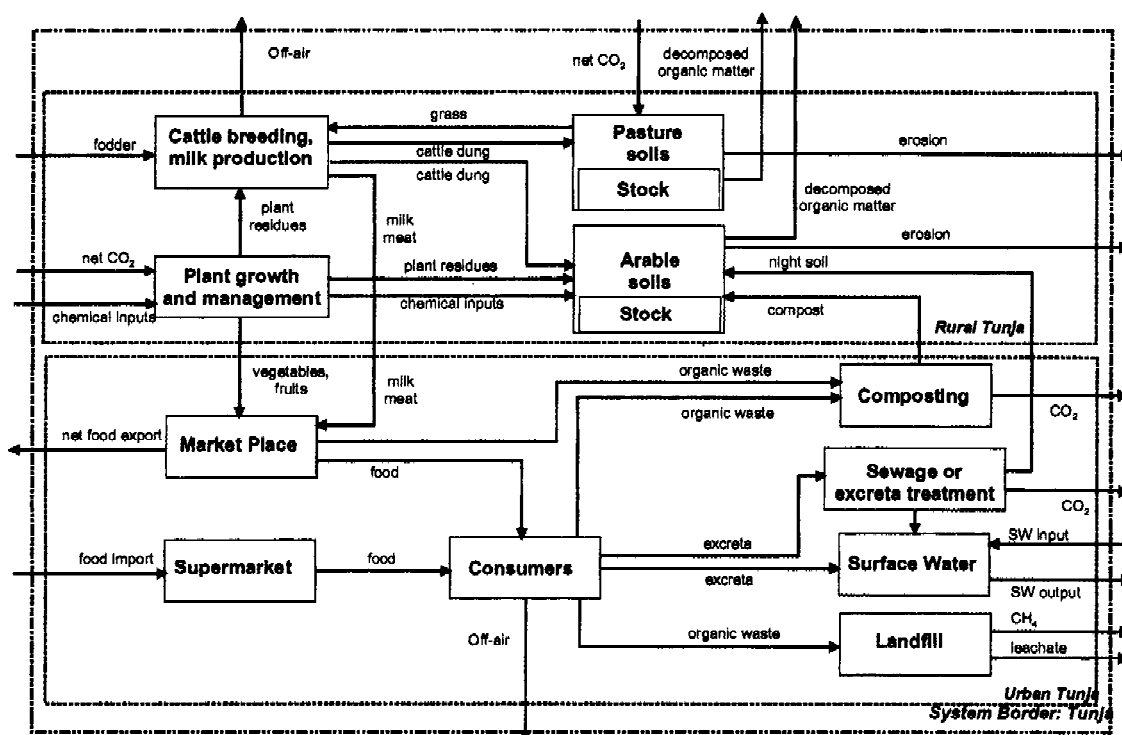 Off-air
net CO₂
decomposed
organic matter
grass
Cattle breeding,
milk production
Pasture
soils
fodder
cattle dung
cattle dung
erosion
Stock
decomposed
organic matter
plant
residues
milk
meat
Arable
soils
erosion
net CO₂
Plant growth
and management
plant residues
night soil
chemical inputs
chemical inputs
Stock
compost
Rural Tunja
vegetables,
fruits
milk
meat
organic waste
organic waste
Composting
CO₂
net food export
Market Place
food
Sewage or
excreta treatment
CO₂
food import
Supermarket
food
Consumers
excreta
excreta
Surface Water
SW input
SW output
Off-air
organic waste
Landfill
CH₄
leachate
Urban Tunja
System Border: Tunja